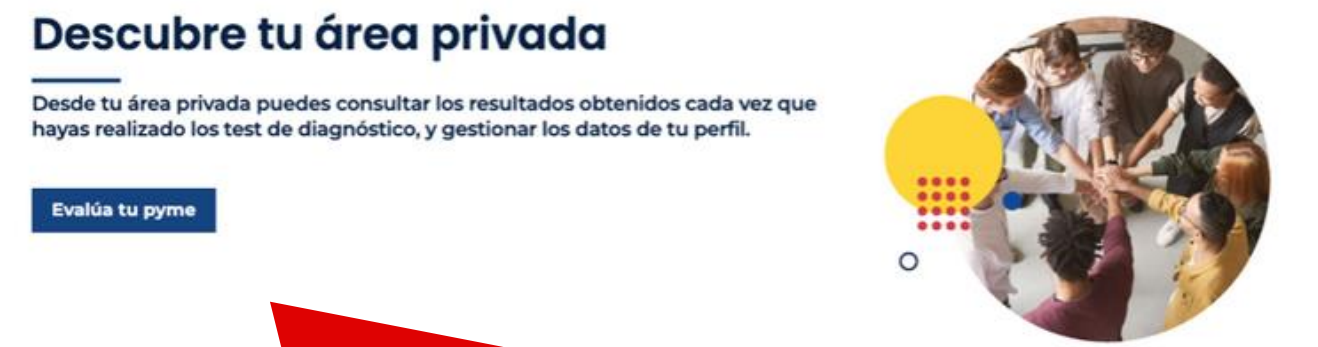 Descubre tu área privada
Desde tu área privada puedes consultar los resultados obtenidos cada vez que
hayas realizado los test de diagnóstico, y gestionar los datos de tu perfil.
Evalúa tu pyme